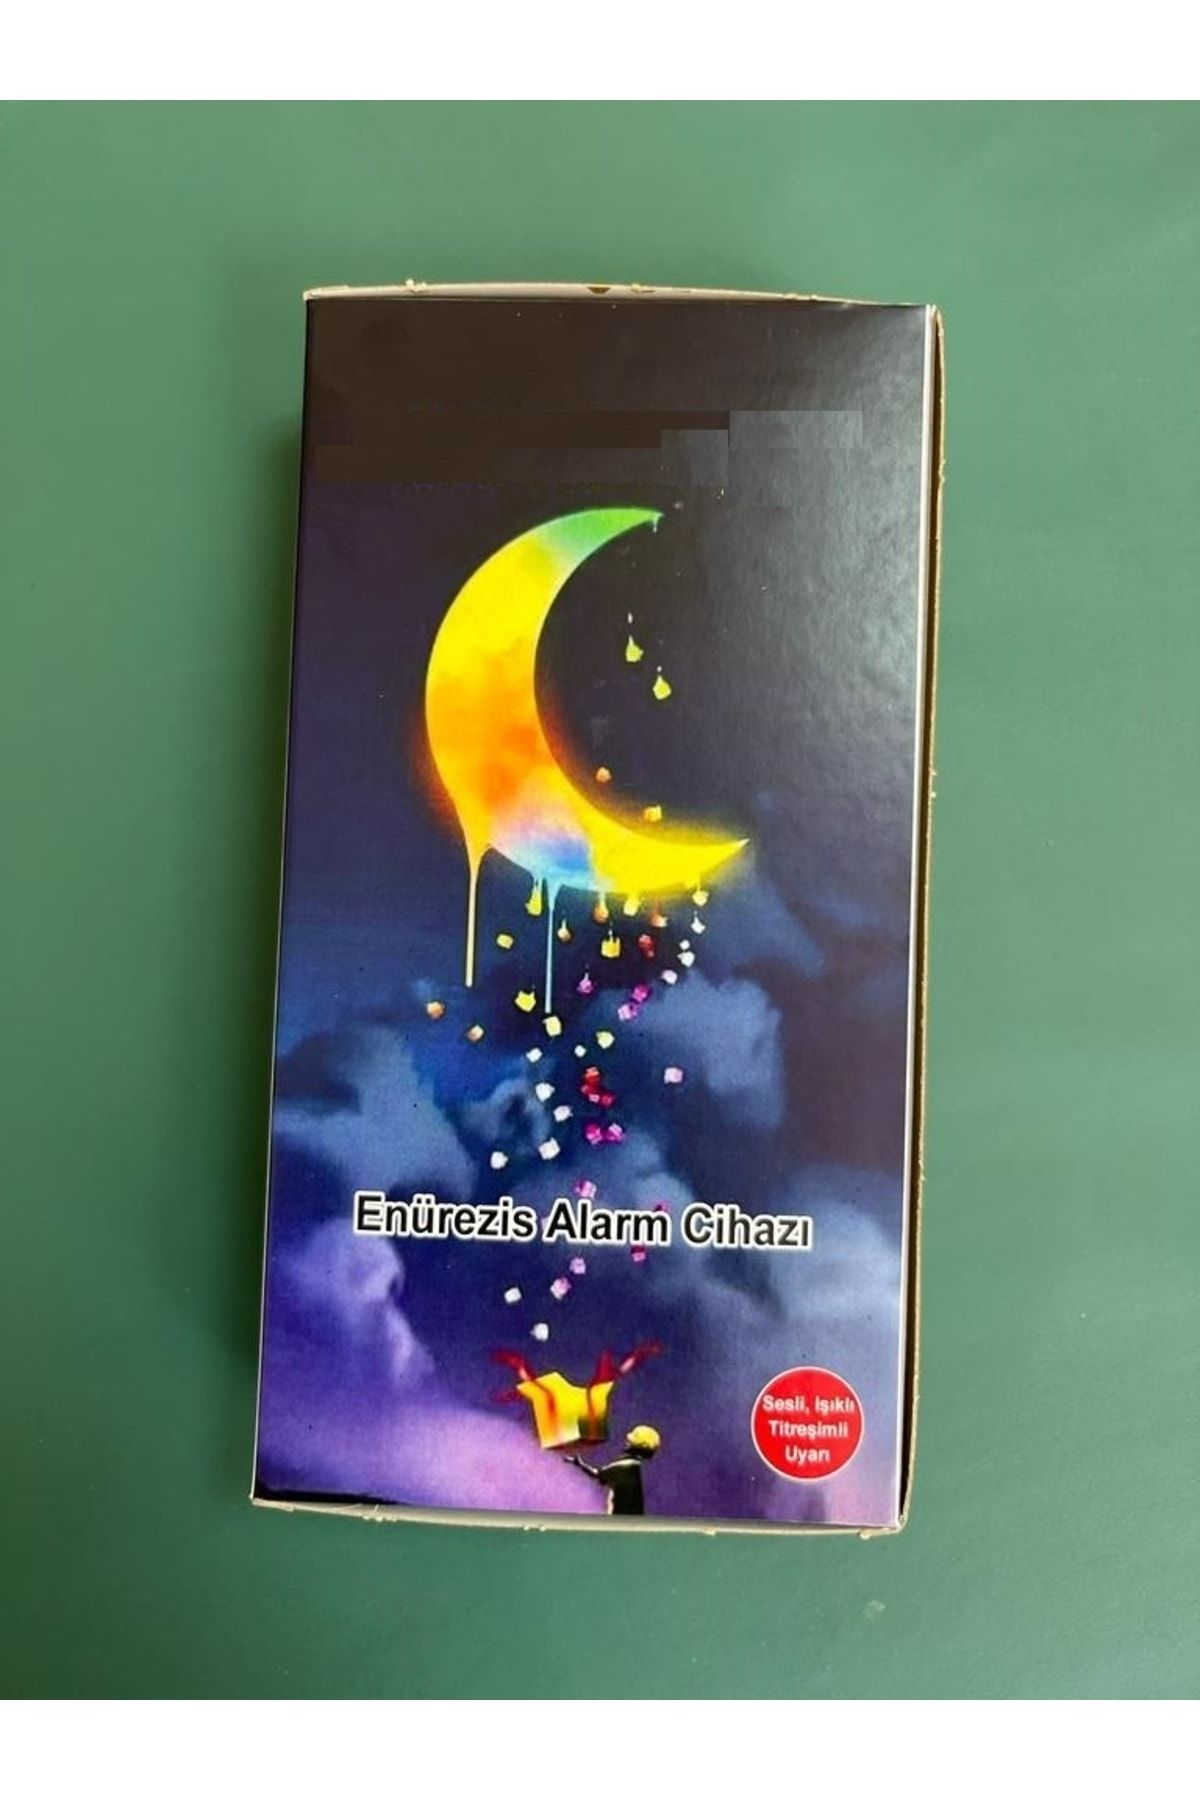 Enürezis Alarm Cihazı
Sesli, Işıklı
Titreşimli
Uyarı